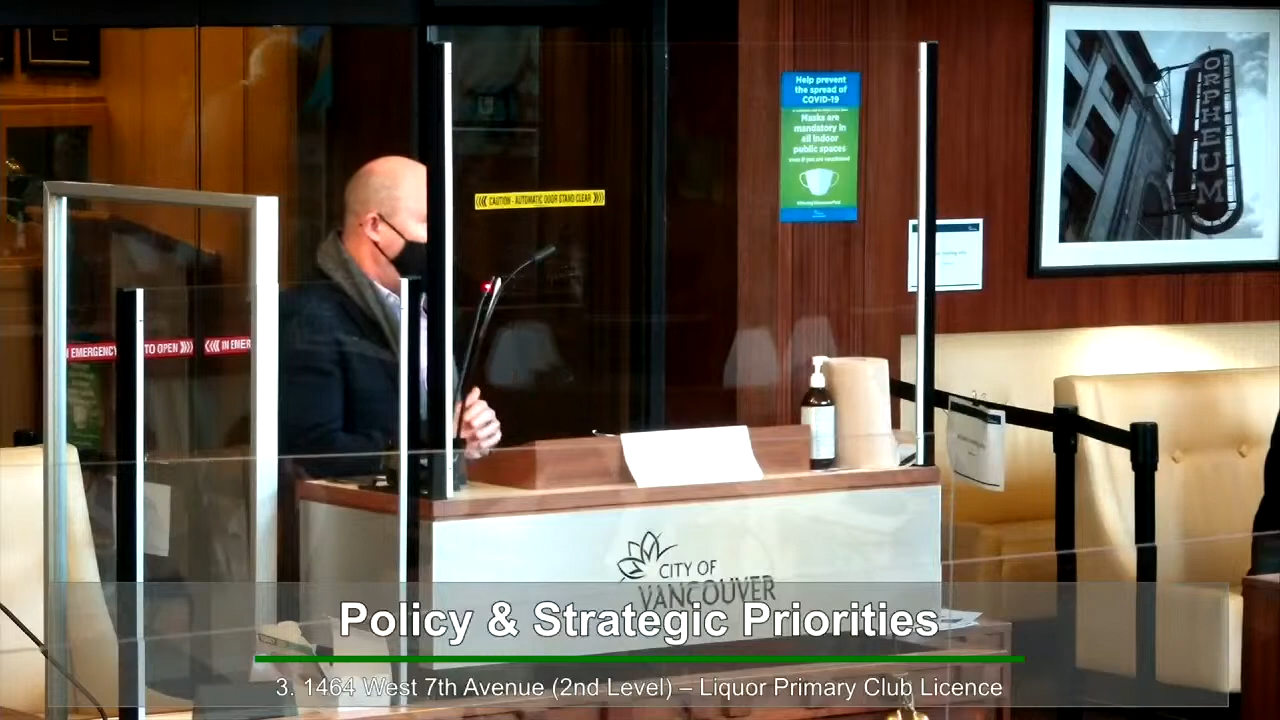 Help prevent
the spread of
COVID-19
Masks are
mandatory in
all indoor
public spaces
ORPHEUM
CAUTION - AUTOMATIC DOOR STAND CLEAR
IN EMERGENCY
TO OPEN
IN EMER
CITY OF
VANCOUVER
Policy & Strategic Priorities
3. 1464 West 7th Avenue (2nd Level) – Liquor Primary Club Licence